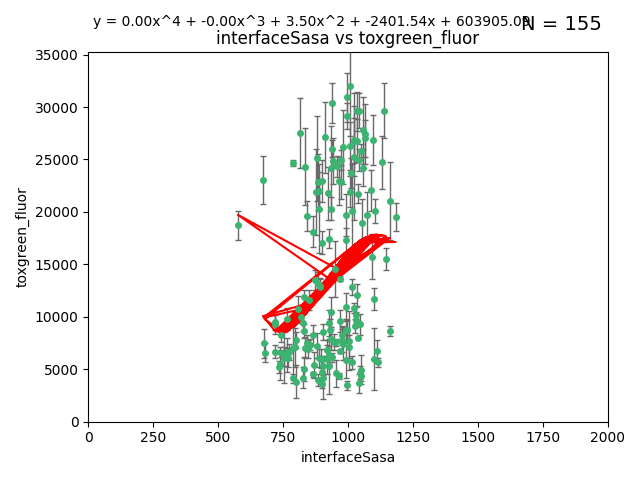 y = 0.00x^4 + -0.00x^3 + 3.50x^2 + -2401.54x + 603905.09
N = 155
interfaceSasa vs toxgreen_fluor
35000
30000
25000
20000
15000
10000
5000
0
toxgreen_fluor
0 250 500 750 1000 1250 1500 1750 2000
interfaceSasa